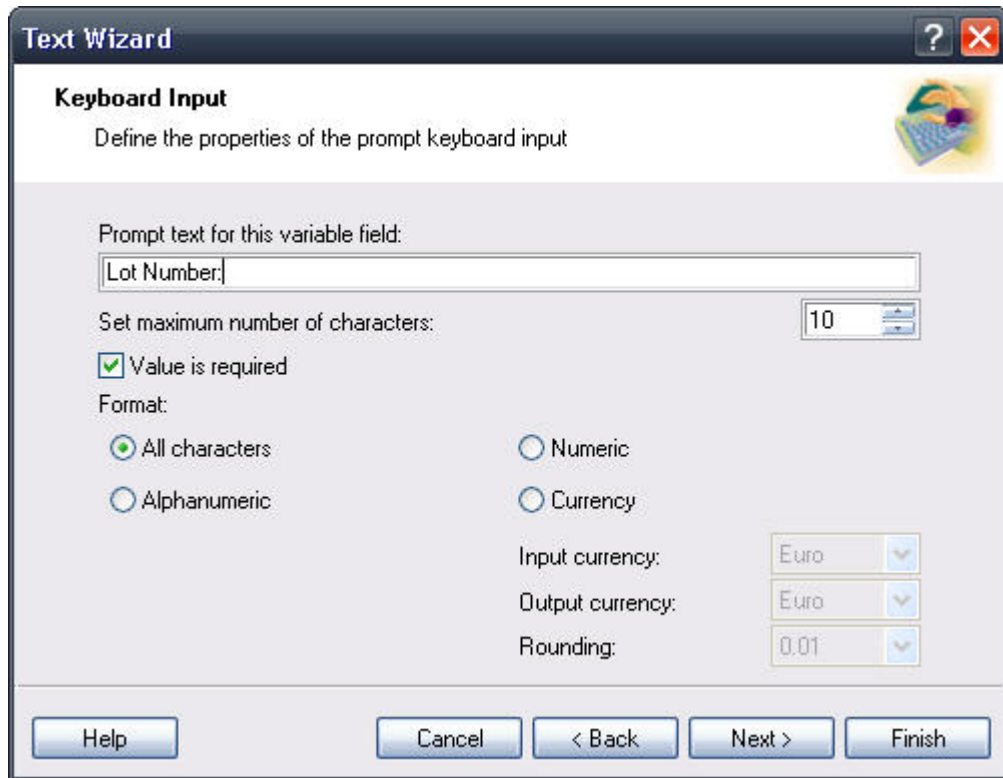 Text Wizard
?
Keyboard Input
Define the properties of the prompt keyboard input
Prompt text for this variable field:
Lot Number:
Set maximum number of characters: 10
Value is required
Format:
All characters Numeric
Alphanumeric Currency
Input currency: Euro
Output currency: Euro
Rounding: 0.01
Help Cancel < Back Next > Finish